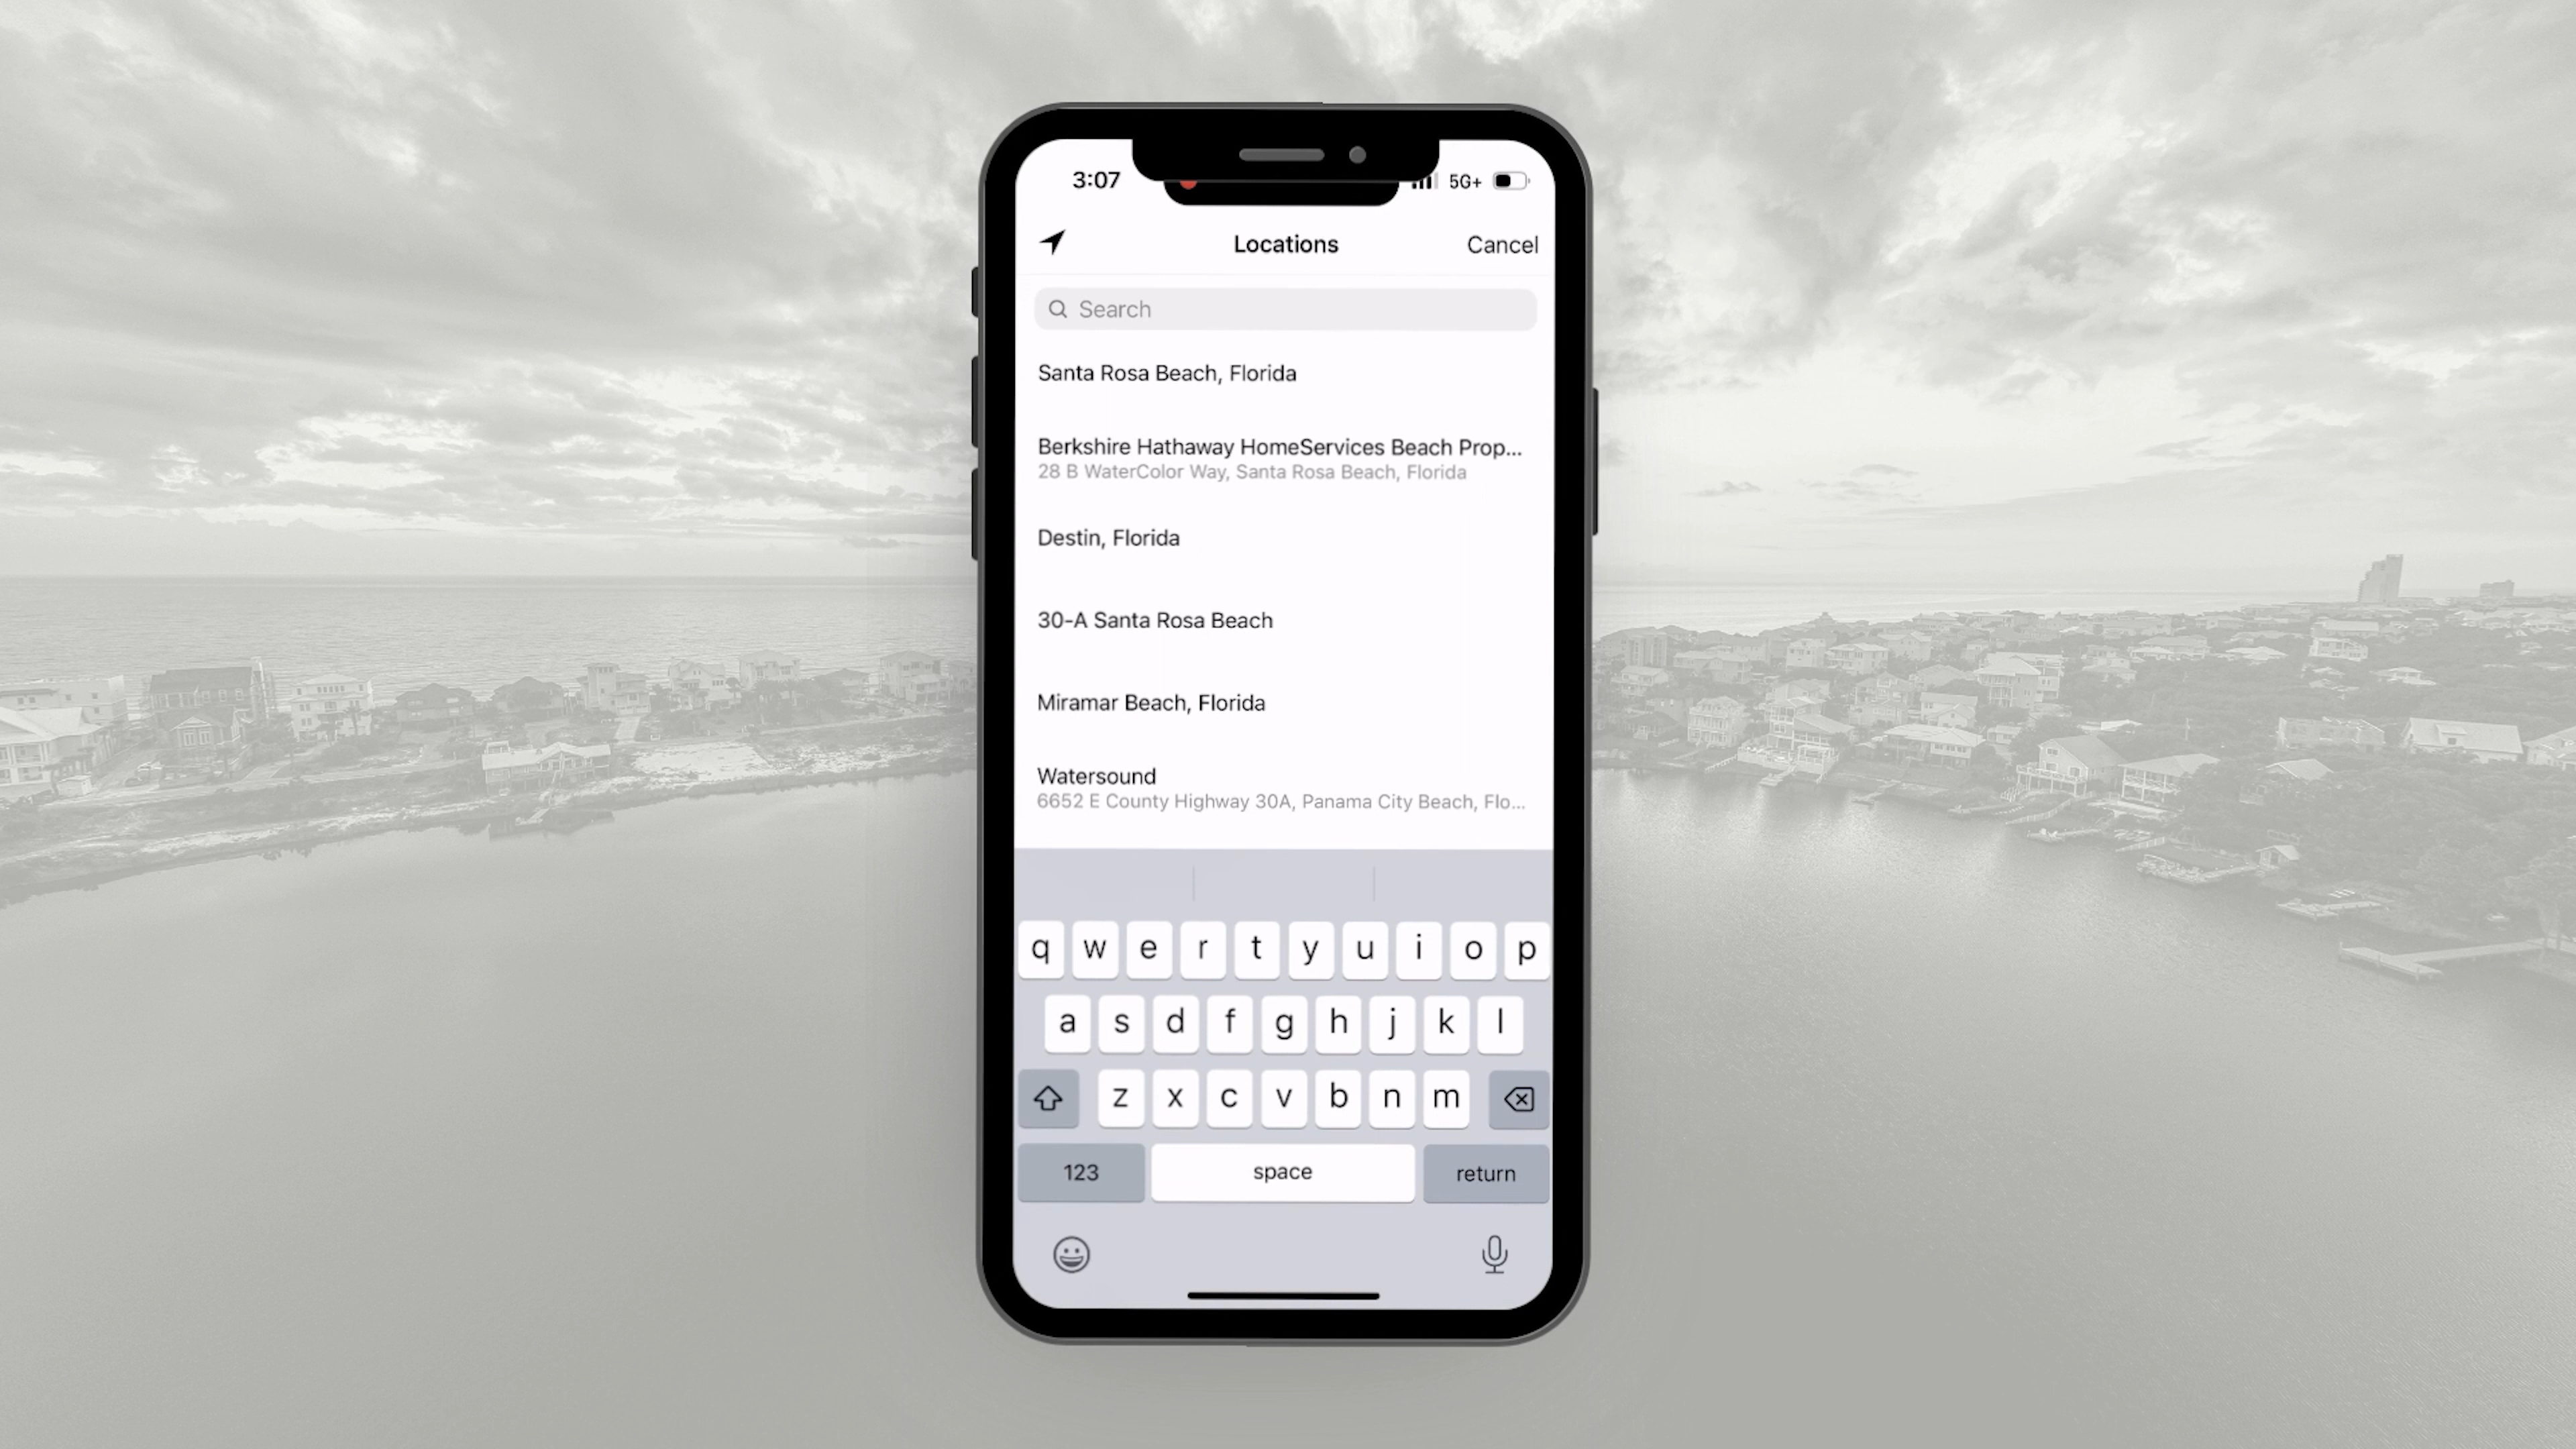 3:07
5G+
Locations
Cancel
Search
Santa Rosa Beach, Florida
Berkshire Hathaway HomeServices Beach Prop...
28 B WaterColor Way, Santa Rosa Beach, Florida
Destin, Florida
30-A Santa Rosa Beach
Miramar Beach, Florida
Watersound
6652 E County Highway 30A, Panama City Beach, Flo...
q w e r t y u i o p
a s d f g h j k l
z x c v b n m
123
space
return